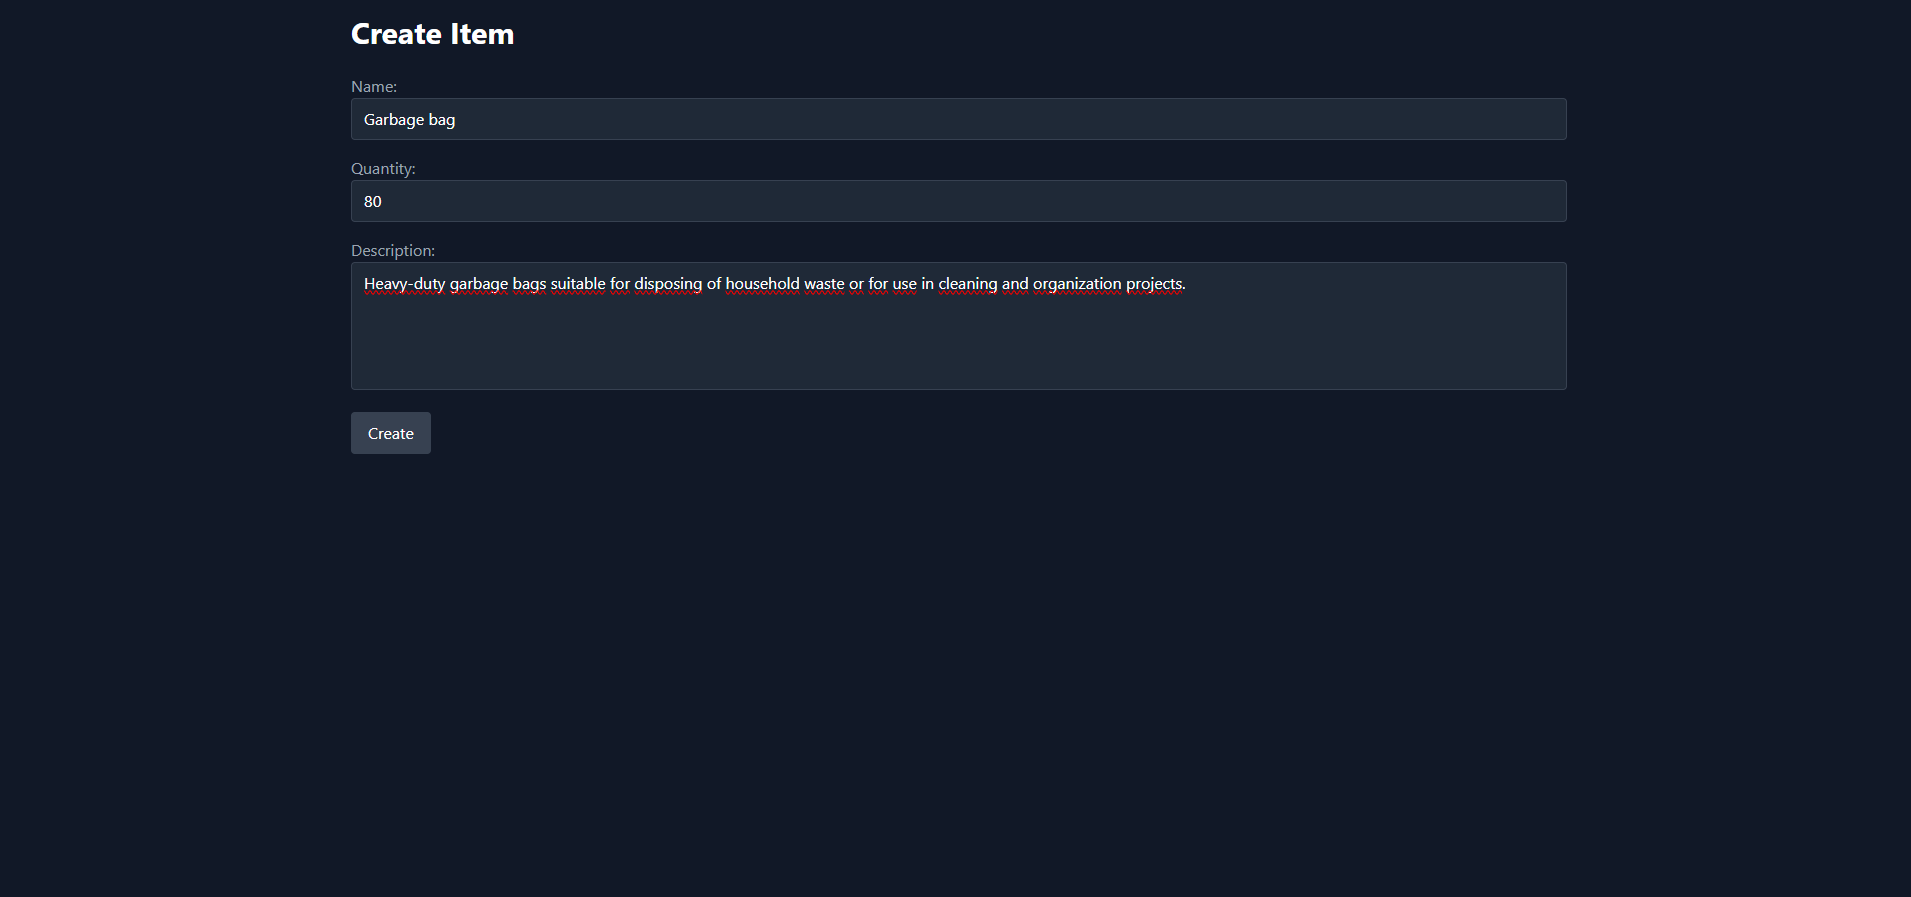 Create Item
Name:
Garbage bag
Quantity:
80
Description:
Heavy-duty garbage bags suitable for disposing of household waste or for use in cleaning and organization projects.
Create